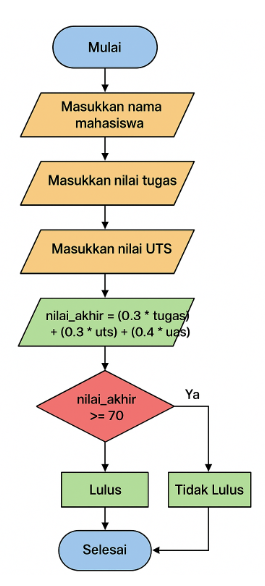 Mulai
Masukkan nama
mahasiswa
Masukkan nilai tugas
Masukkan nilai UTS
nilai_akhir = (0.3 * tugas)
+ (0.3 * uts) + (0.4 * uas)
nilai_akhir
>= 70
Ya
Lulus
Tidak Lulus
Selesai